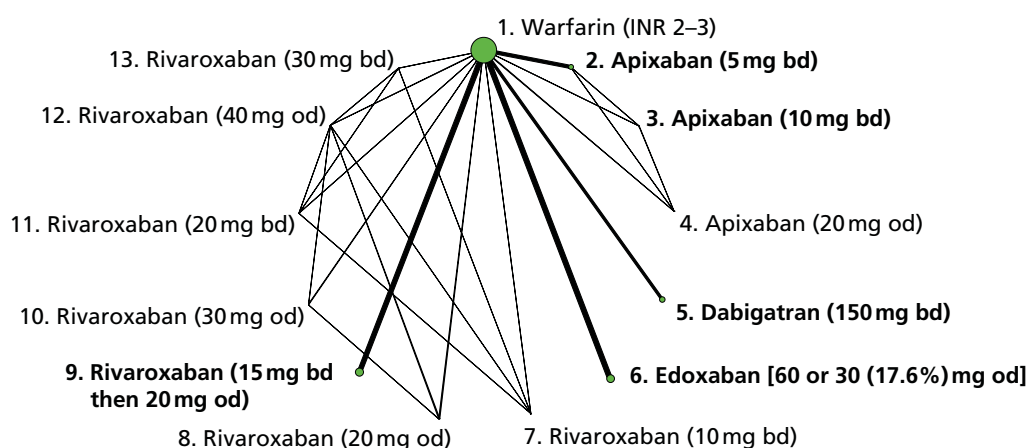 1. Warfarin (INR 2–3)
2. Apixaban (5 mg bd)
3. Apixaban (10 mg bd)
4. Apixaban (20 mg od)
5. Dabigatran (150 mg bd)
6. Edoxaban [60 or 30 (17.6%) mg od]
7. Rivaroxaban (10 mg bd)
8. Rivaroxaban (20 mg od)
9. Rivaroxaban (15 mg bd
then 20 mg od)
10. Rivaroxaban (30 mg od)
11. Rivaroxaban (20 mg bd)
12. Rivaroxaban (40 mg od)
13. Rivaroxaban (30 mg bd)